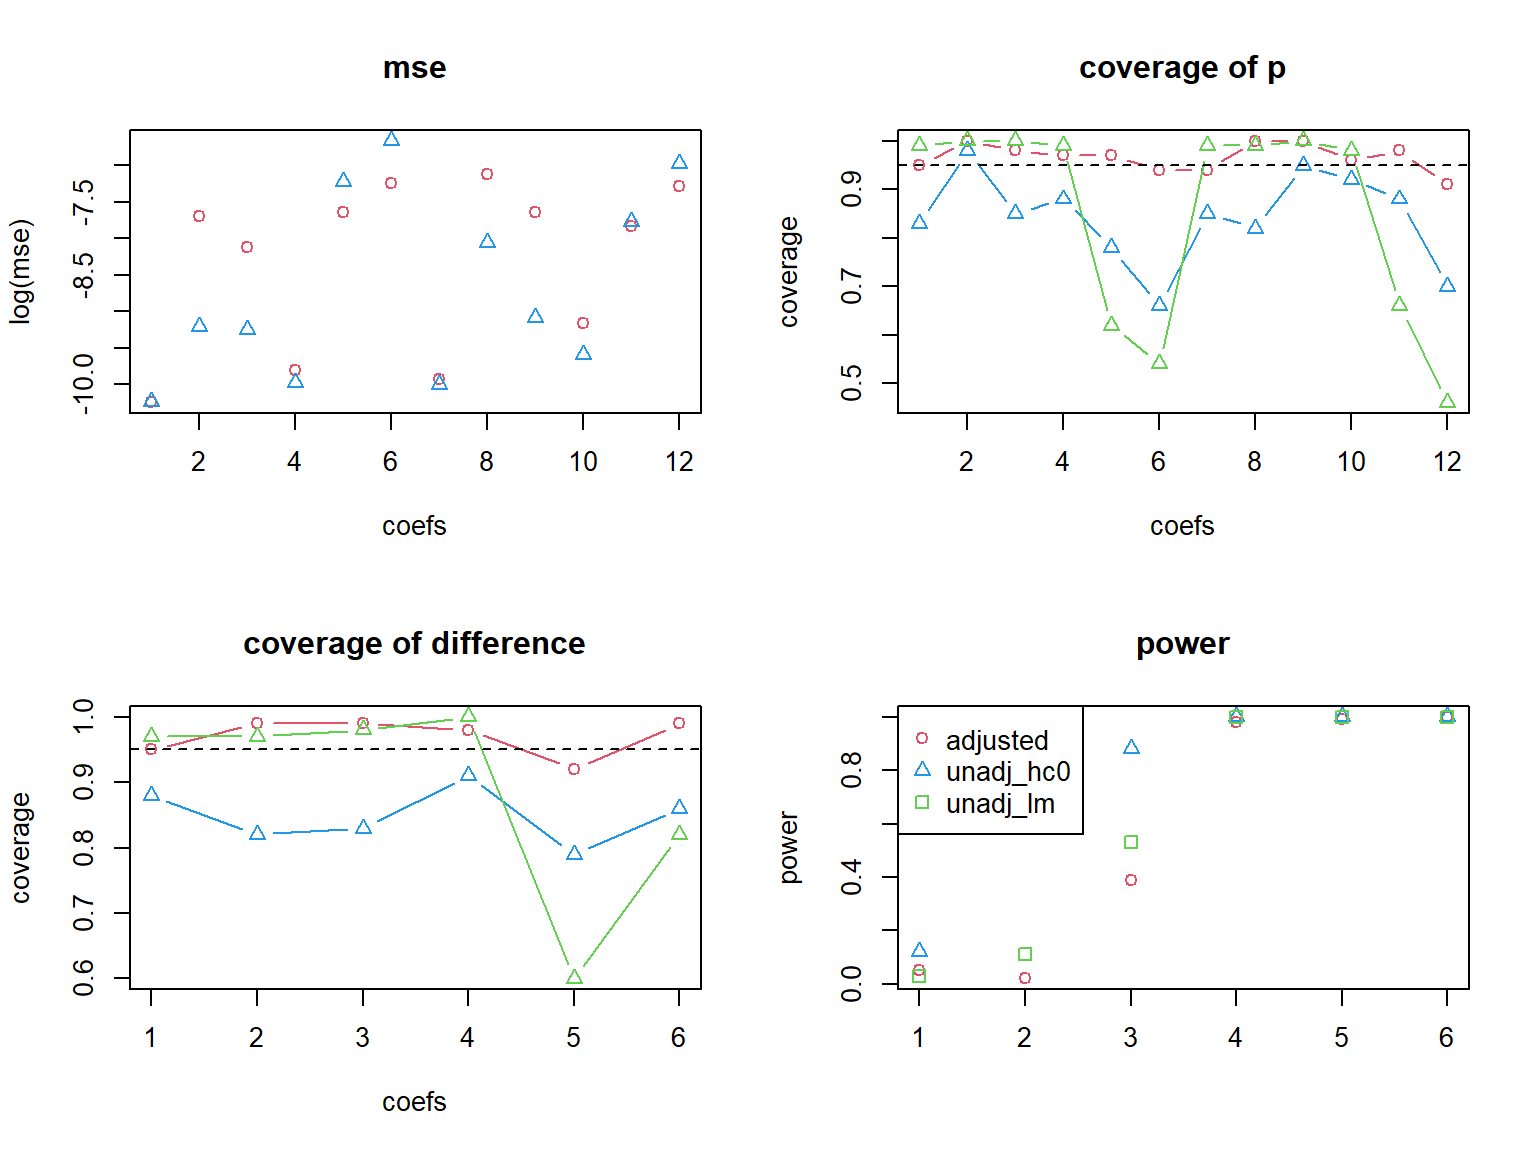 mse
log(mse)
-7.5
-8.5
-10.0
2 4 6 8 10 12
coefs
coverage of p
coverage
0.9
0.7
0.5
2 4 6 8 10 12
coefs
coverage of difference
coverage
1.0
0.9
0.8
0.7
0.6
1 2 3 4 5 6
coefs
power
power
0.8
0.4
0.0
adjusted
unadj_hc0
unadj_lm
1 2 3 4 5 6